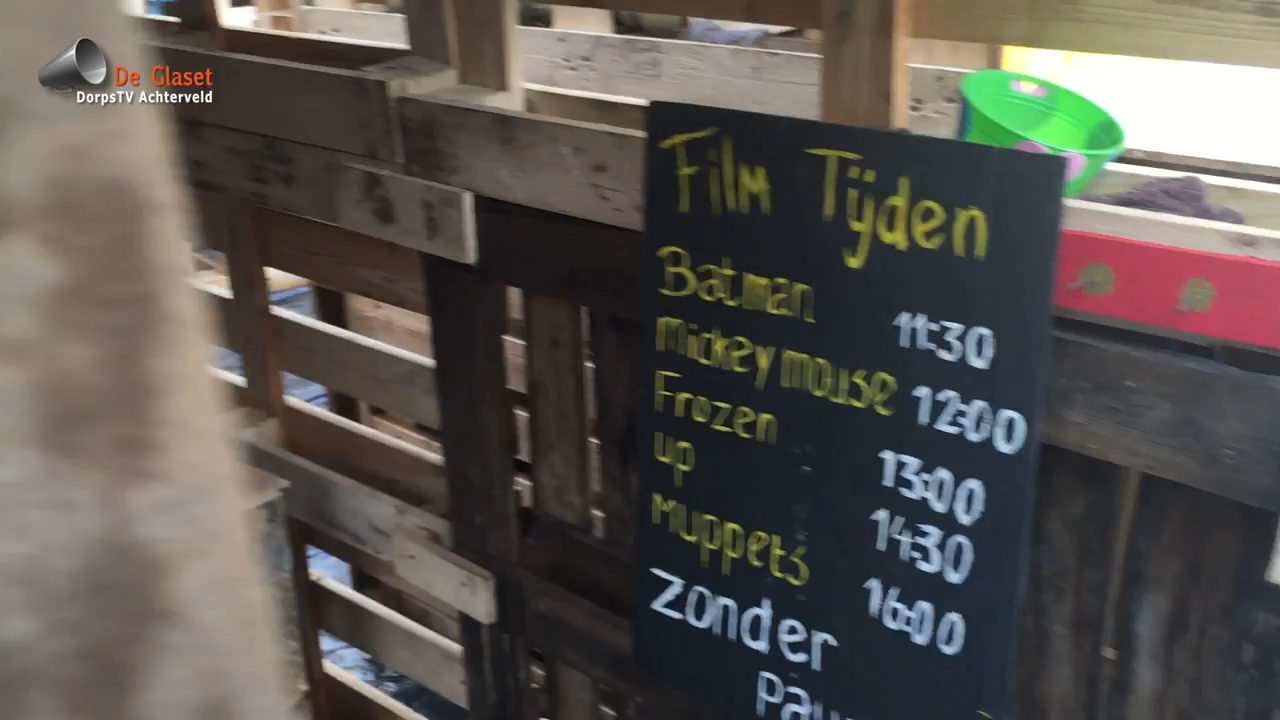 De Glaset
DorpsTV Achterveld
Film Tijden
Batman 11:30
mickey mouse 12:00
Frozen 13:00
up 14:30
muppets 16:00
zonder